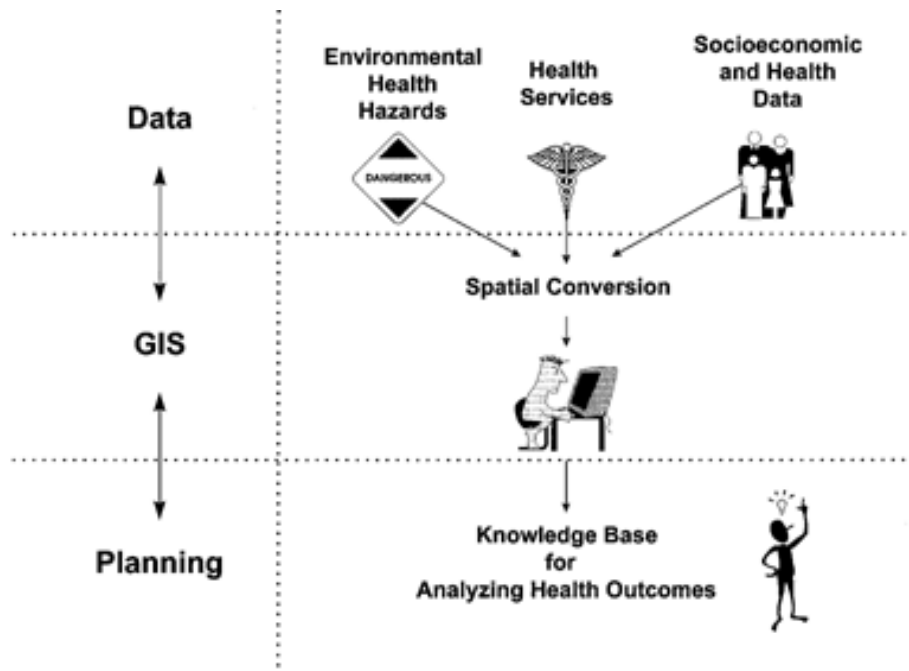 Data
Environmental
Health
Hazards
DANGEROUS
Health
Services
Socioeconomic
and Health
Data
GIS
Spatial Conversion
Planning
Knowledge Base
for
Analyzing Health Outcomes